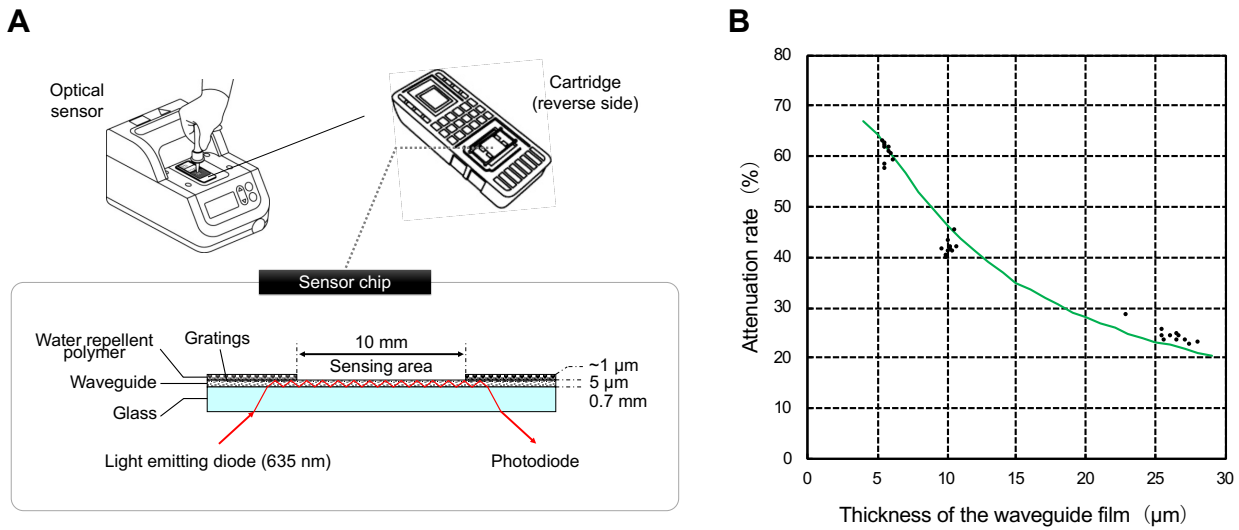 A
Optical
sensor
Cartridge
(reverse side)
Sensor chip
Water repellent
polymer
Gratings
10 mm
Sensing area
~1 μm
Waveguide
5 μm
Glass
0.7 mm
Light emitting diode (635 nm)
Photodiode
B
Attenuation rate (%)
80
70
60
50
40
30
20
10
0
0 5 10 15 20 25 30
Thickness of the waveguide film (μm)